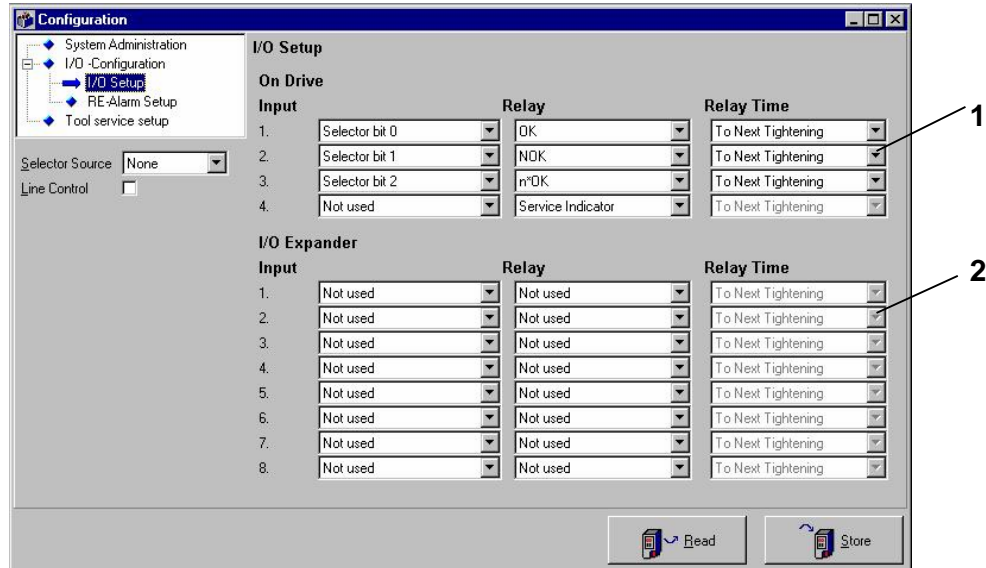 Configuration
System Administration
I/O -Configuration
I/O Setup
RE-Alarm Setup
Tool service setup
Selector Source None
Line Control
I/O Setup
On Drive
Input Relay Relay Time
1. Selector bit 0 OK To Next Tightening
2. Selector bit 1 NOK To Next Tightening
3. Selector bit 2 n*OK To Next Tightening
4. Not used Service Indicator To Next Tightening
I/O Expander
Input Relay Relay Time
1. Not used Not used To Next Tightening
2. Not used Not used To Next Tightening
3. Not used Not used To Next Tightening
4. Not used Not used To Next Tightening
5. Not used Not used To Next Tightening
6. Not used Not used To Next Tightening
7. Not used Not used To Next Tightening
8. Not used Not used To Next Tightening
Read Store
1
2